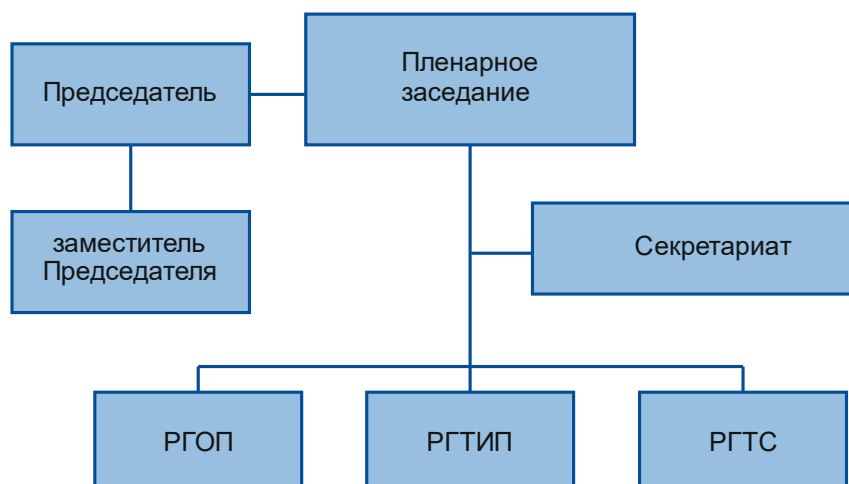 Председатель
Пленарное
заседание
заместитель
Председателя
Секретариат
РГОП
РГТИП
РГТС